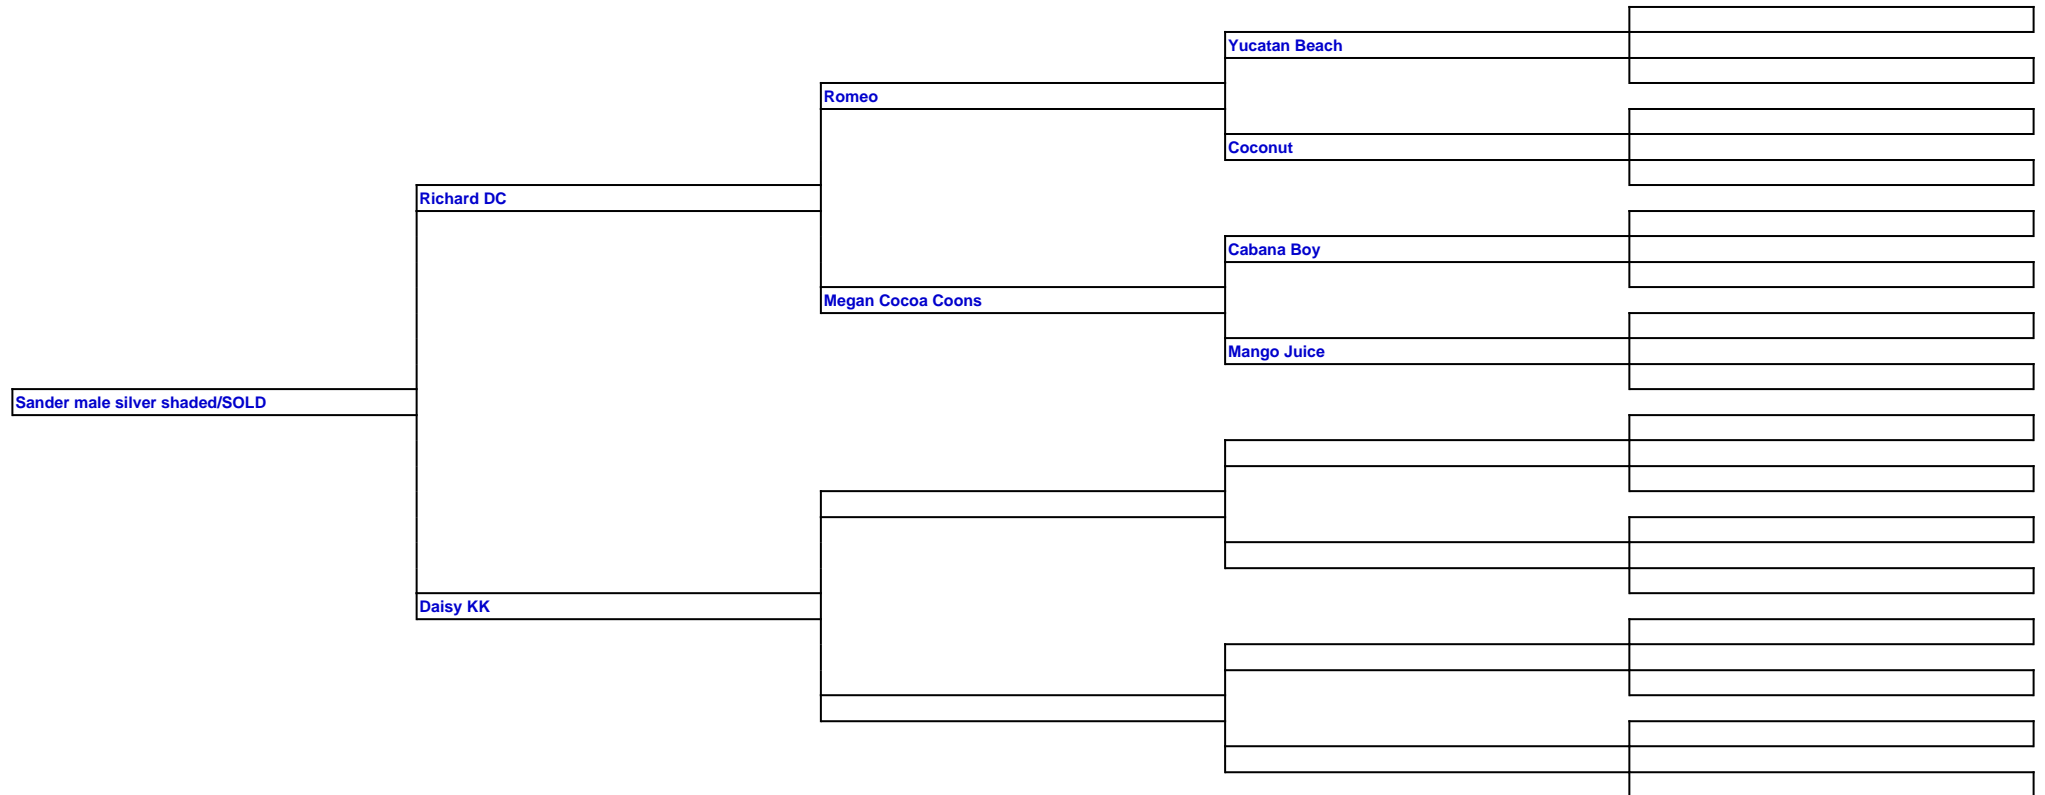 Yucatan Beach
Romeo
Coconut
Richard DC
Cabana Boy
Megan Cocoa Coons
Mango Juice
Sander male silver shaded/SOLD
Daisy KK